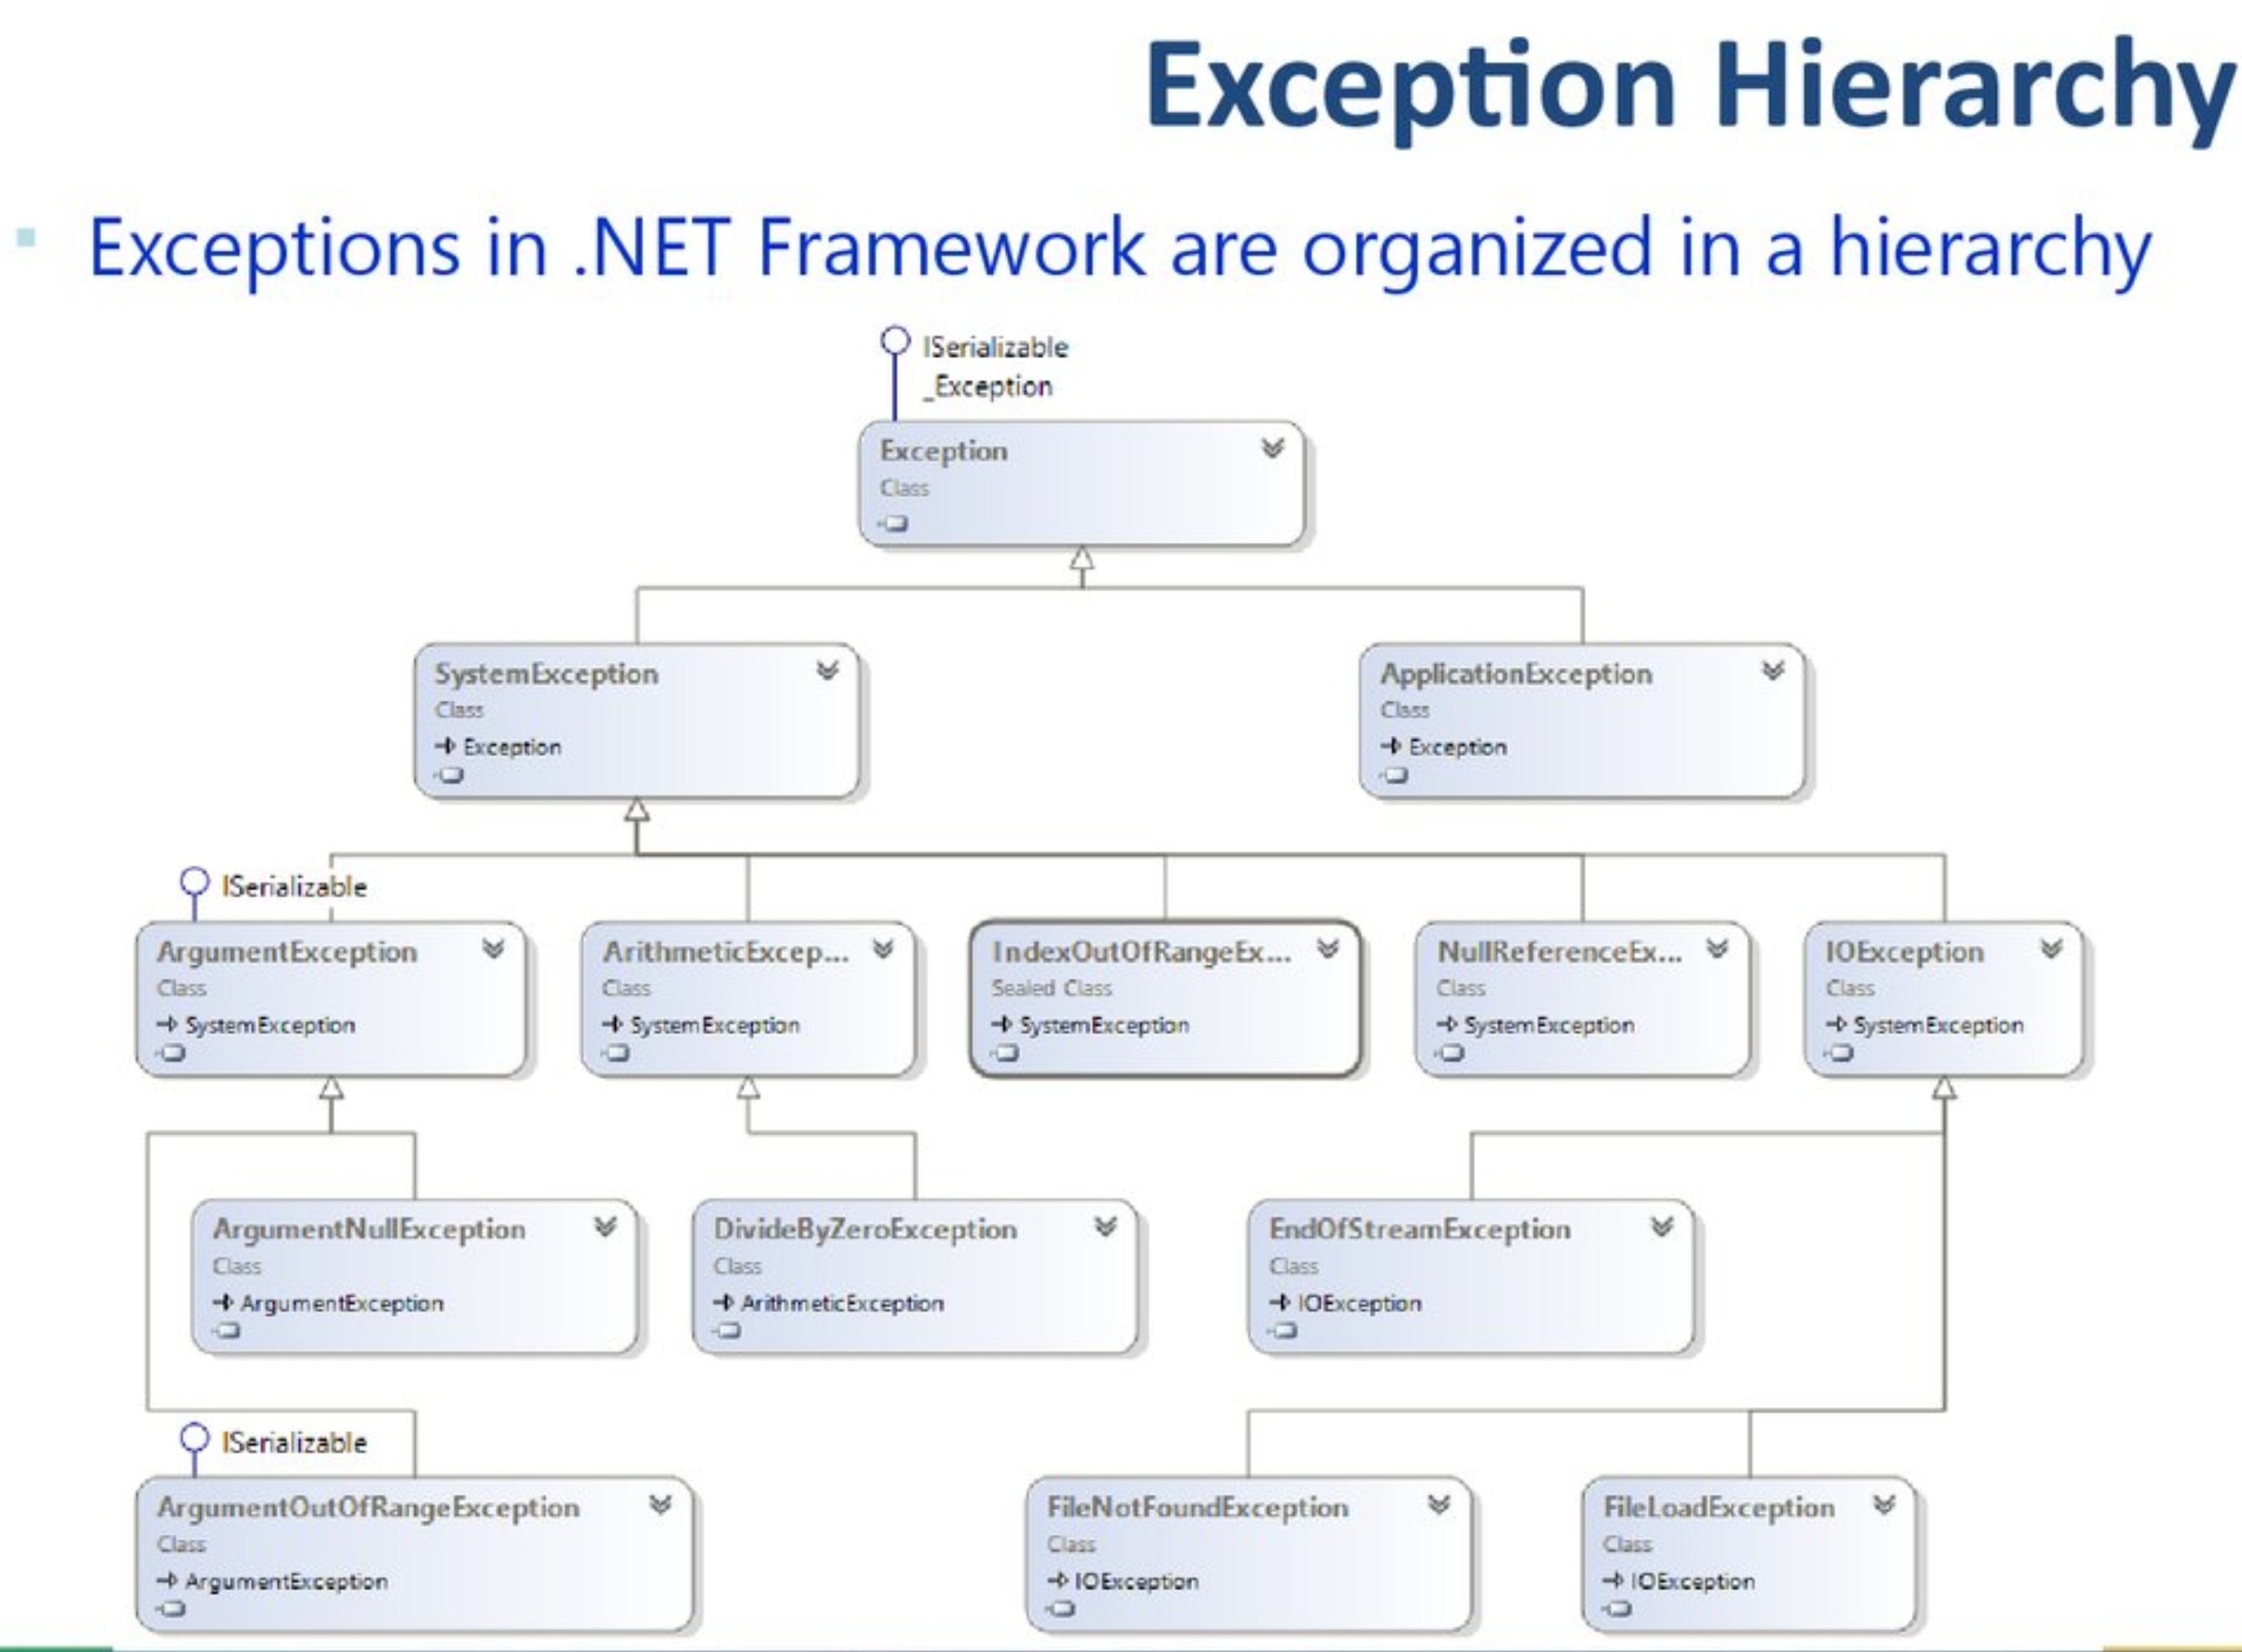 Exception Hierarchy
Exceptions in .NET Framework are organized in a hierarchy
ISerializable
_Exception
Exception
Class
SystemException
Class
Exception
ApplicationException
Class
Exception
ISerializable
ArgumentException
Class
SystemException
ArithmeticExcep...
Class
SystemException
IndexOutOfRangeEx...
Sealed Class
SystemException
NullReferenceEx...
Class
SystemException
IOException
Class
SystemException
ArgumentNullException
Class
ArgumentException
DivideByZeroException
Class
ArithmeticException
EndOfStreamException
Class
IOException
ISerializable
ArgumentOutOfRangeException
Class
ArgumentException
FileNotFoundException
Class
IOException
FileLoadException
Class
IOException